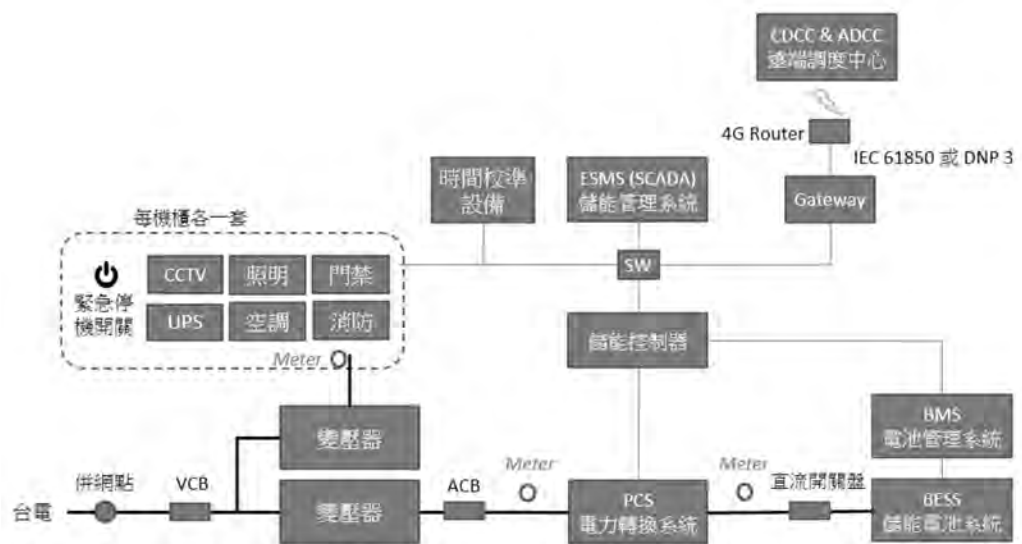 CDCC & ADCC
遠端調度中心
4G Router
IEC 61850 或 DNP 3
時間校準
設備
ESMS (SCADA)
儲能管理系統
Gateway
每機櫃各一套
SW
CCTV
照明
門禁
緊急停
機開關
UPS
空調
消防
儲能控制器
Meter
變壓器
BMS
電池管理系統
併網點
VCB
ACB
Meter
Meter
直流開關盤
台電
變壓器
PCS
電力轉換系統
BESS
儲能電池系統